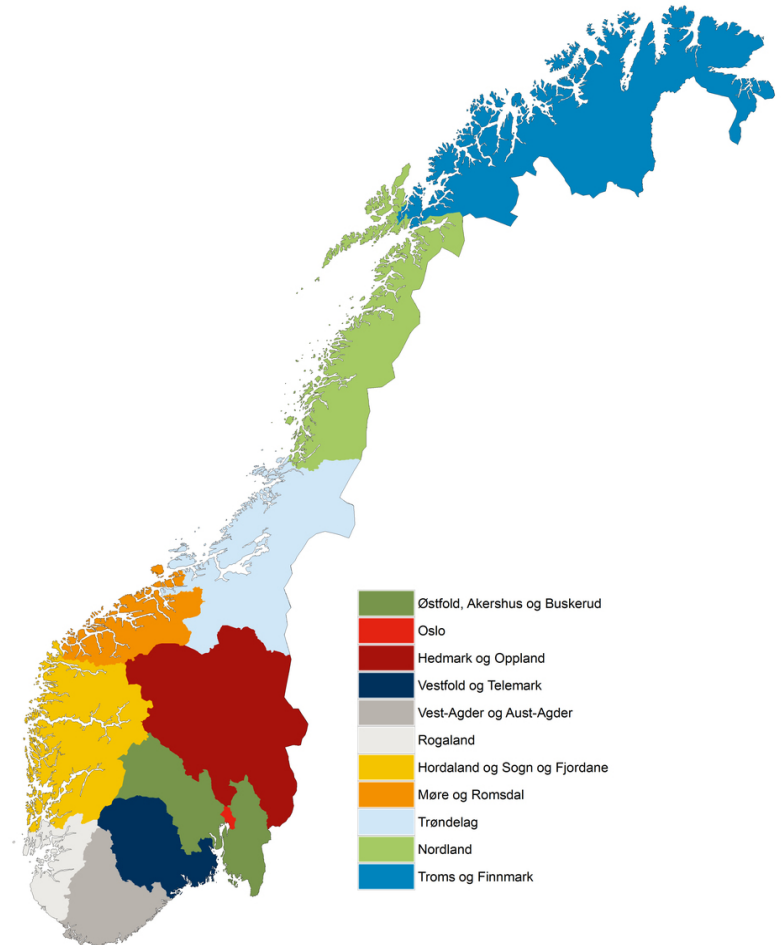 Østfold, Akershus og Buskerud
Oslo
Hedmark og Oppland
Vestfold og Telemark
Vest-Agder og Aust-Agder
Rogaland
Hordaland og Sogn og Fjordane
Møre og Romsdal
Trøndelag
Nordland
Troms og Finnmark